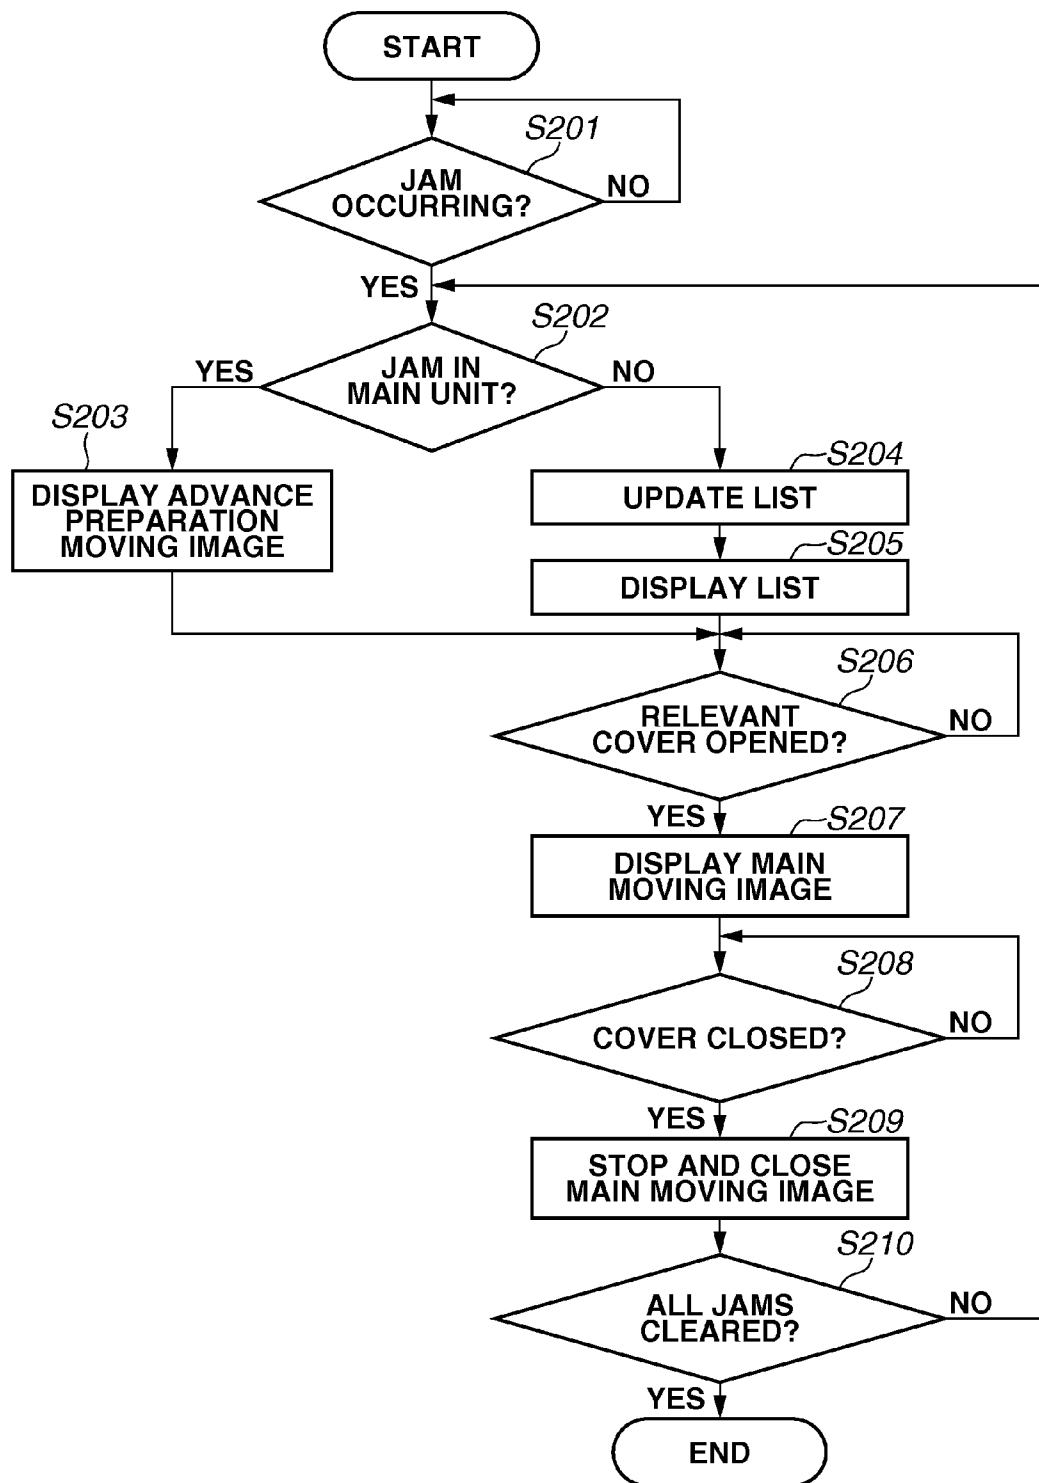 START
S201
JAM
OCCURRING?
NO
YES
S202
YES
JAM IN
MAIN UNIT?
NO
S203
DISPLAY ADVANCE
PREPARATION
MOVING IMAGE
S204
UPDATE LIST
S205
DISPLAY LIST
S206
RELEVANT
COVER OPENED?
NO
YES
S207
DISPLAY MAIN
MOVING IMAGE
S208
COVER CLOSED?
NO
YES
S209
STOP AND CLOSE
MAIN MOVING IMAGE
S210
ALL JAMS
CLEARED?
NO
YES
END